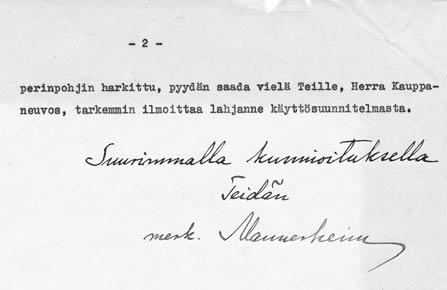 - 2 -
perinpohjin harkittu, pyydän saada vielä Teille, Herra Kauppa-
neuvos, tarkemmin ilmoittaa lahjanne käyttösuunnitelmasta.
Suurimmalla kunnioituksella
Teidän
merk. Mannerheim